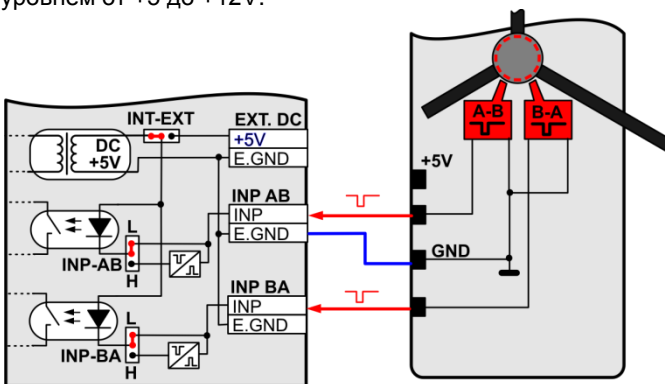 уровнем от +5 до +12V.
INT-EXT
EXT. DC
DC
+5V
+5V
E.GND
INP AB
INP
E.GND
L
INP-AB
H
INP BA
INP
E.GND
L
INP-BA
H
A-B
B-A
+5V
GND